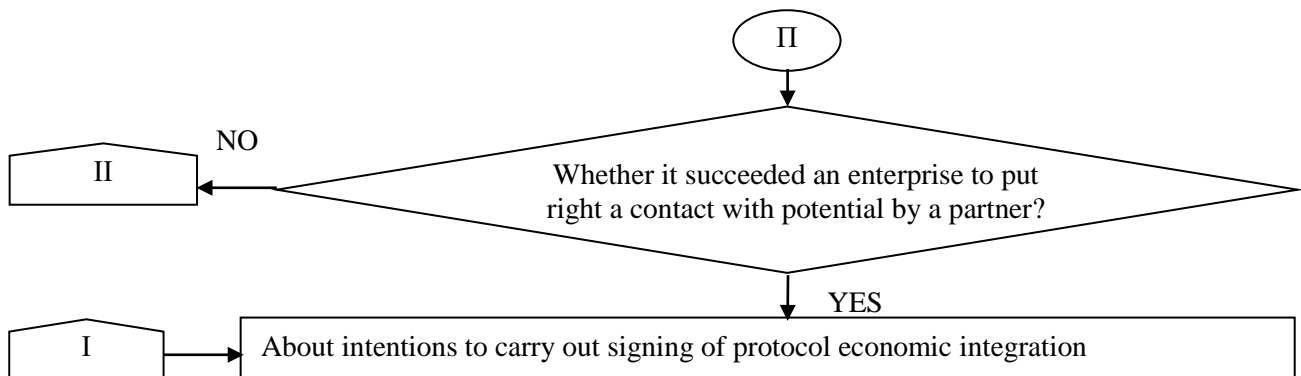 П
NO
II
Whether it succeeded an enterprise to put
right a contact with potential by a partner?
YES
I
About intentions to carry out signing of protocol economic integration